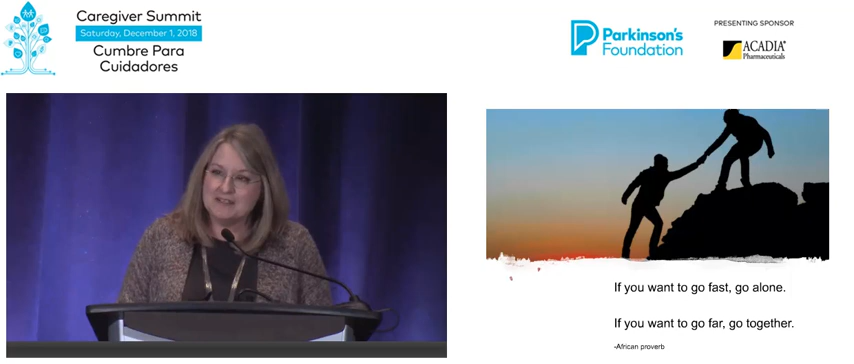 Caregiver Summit
Saturday, December 1, 2018
Cumbre Para
Cuidadores
Parkinson's
Foundation
PRESENTING SPONSOR
ACADIA®
Pharmaceuticals
If you want to go fast, go alone.
If you want to go far, go together.
-African proverb